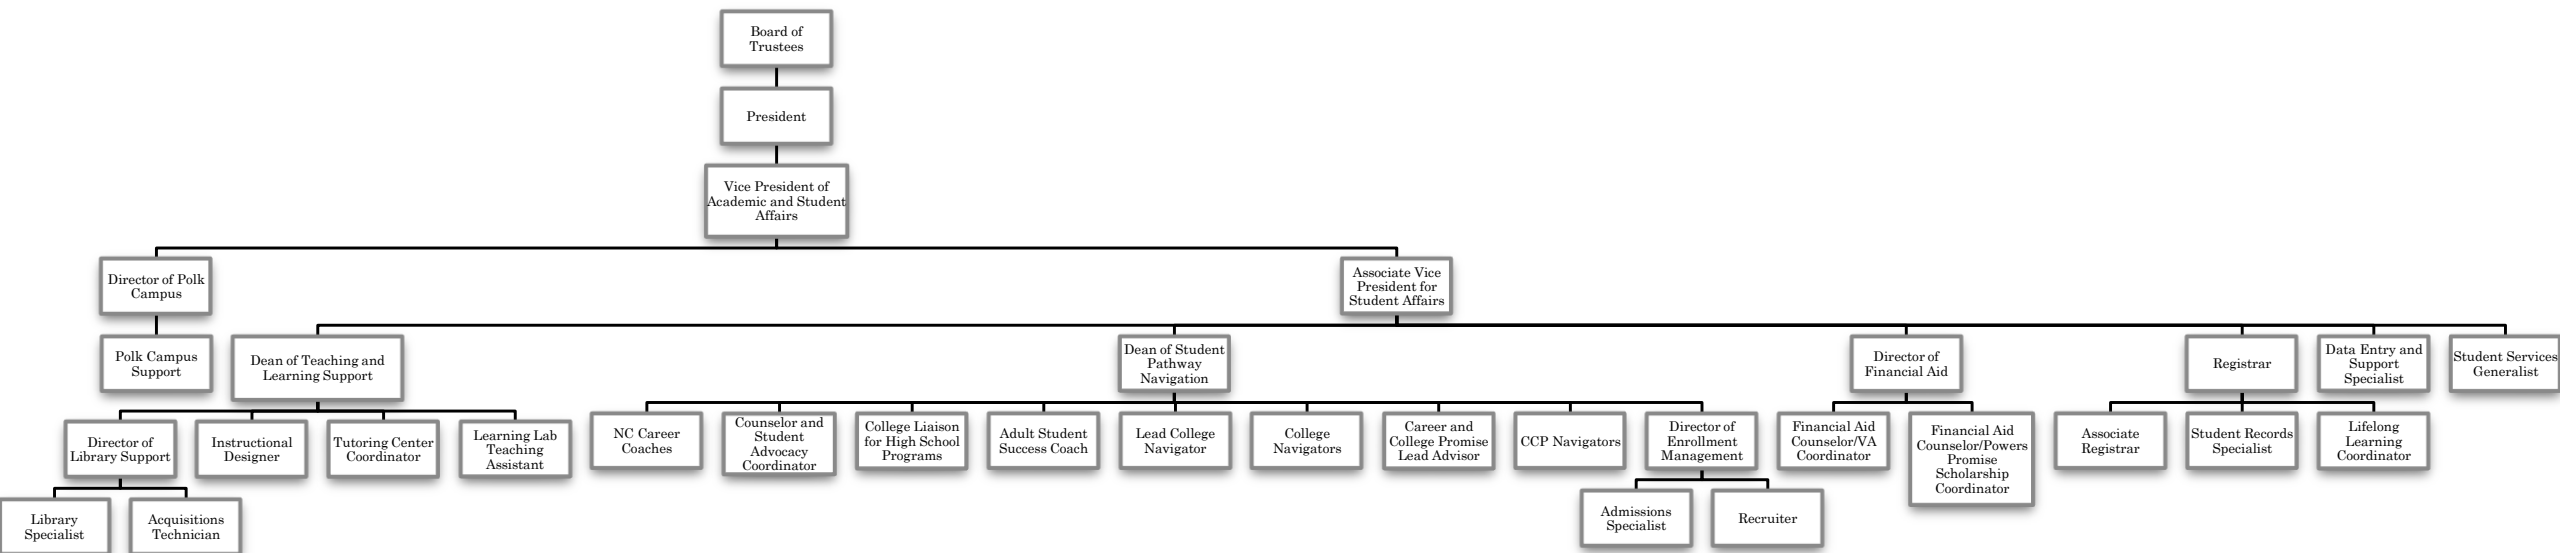 Board of
Trustees
President
Vice President of
Academic and Student
Affairs
Director of Polk
Campus
Associate Vice
President for
Student Affairs
Polk Campus
Support
Dean of Teaching and
Learning Support
Dean of Student
Pathway
Navigation
Director of
Financial Aid
Registrar
Data Entry and
Support
Specialist
Student Services
Generalist
Director of
Library Support
Instructional
Designer
Tutoring Center
Coordinator
Learning Lab
Teaching
Assistant
NC Career
Coaches
Counselor and
Student
Advocacy
Coordinator
College Liaison
for High School
Programs
Adult Student
Success Coach
Lead College
Navigator
College
Navigators
Career and
College Promise
Lead Advisor
CCP Navigators
Director of
Enrollment
Management
Financial Aid
Counselor/VA
Coordinator
Financial Aid
Counselor/Powers
Promise
Scholarship
Coordinator
Associate
Registrar
Student Records
Specialist
Lifelong
Learning
Coordinator
Library
Specialist
Acquisitions
Technician
Admissions
Specialist
Recruiter